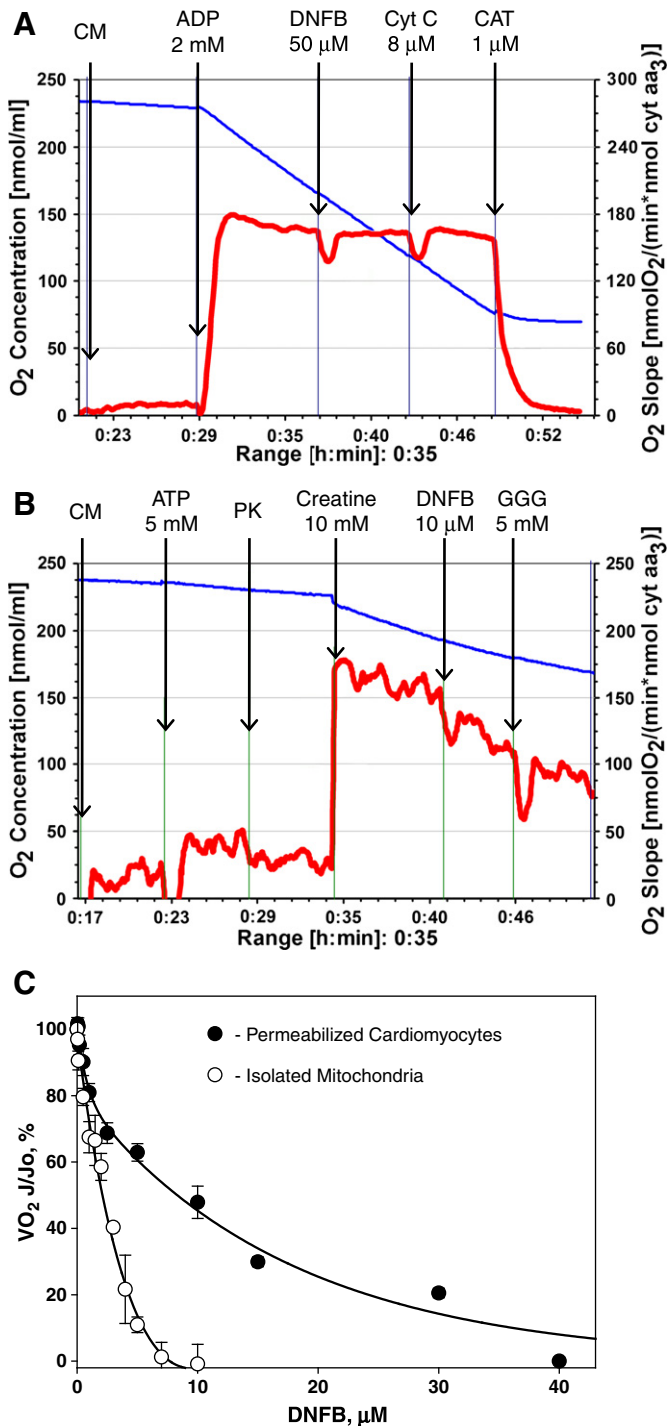 A
CM
ADP
2 mM
DNFB
50 μM
Cyt C
8 μM
CAT
1 μM
O2 Concentration [nmol/ml]
250
200
150
100
50
0
300
240
180
120
60
0
O2 Slope [nmolO2/(min*nmol cyt aa3)]
0:23 0:29 0:35 0:40 0:46 0:52
Range [h:min]: 0:35
B
CM
ATP
5 mM
PK
Creatine
10 mM
DNFB
10 μM
GGG
5 mM
O2 Concentration [nmol/ml]
250
200
150
100
50
0
250
200
150
100
50
0
O2 Slope [nmolO2/(min*nmol cyt aa3)]
0:17 0:23 0:29 0:35 0:40 0:46
Range [h:min]: 0:35
C
VO2 J/Jo, %
100
80
60
40
20
0
- Permeabilized Cardiomyocytes
- Isolated Mitochondria
0 10 20 30 40
DNFB, μM